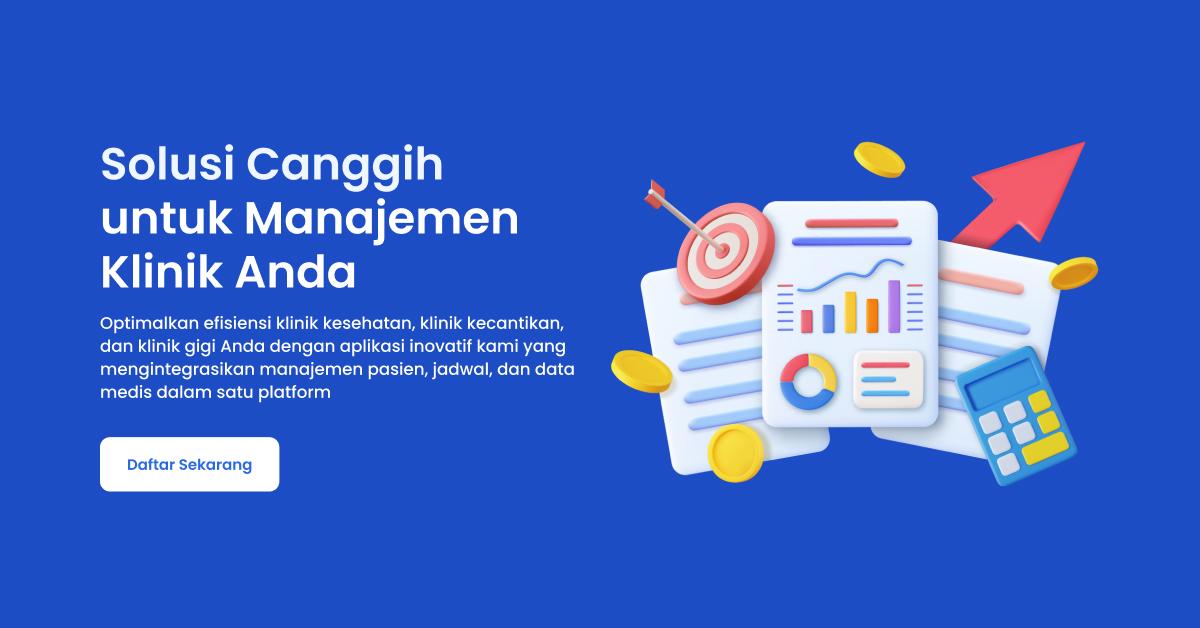 Solusi Canggih
untuk Manajemen
Klinik Anda
Optimalkan efisiensi klinik kesehatan, klinik kecantikan,
dan klinik gigi Anda dengan aplikasi inovatif kami yang
mengintegrasikan manajemen pasien, jadwal, dan data
medis dalam satu platform
Daftar Sekarang